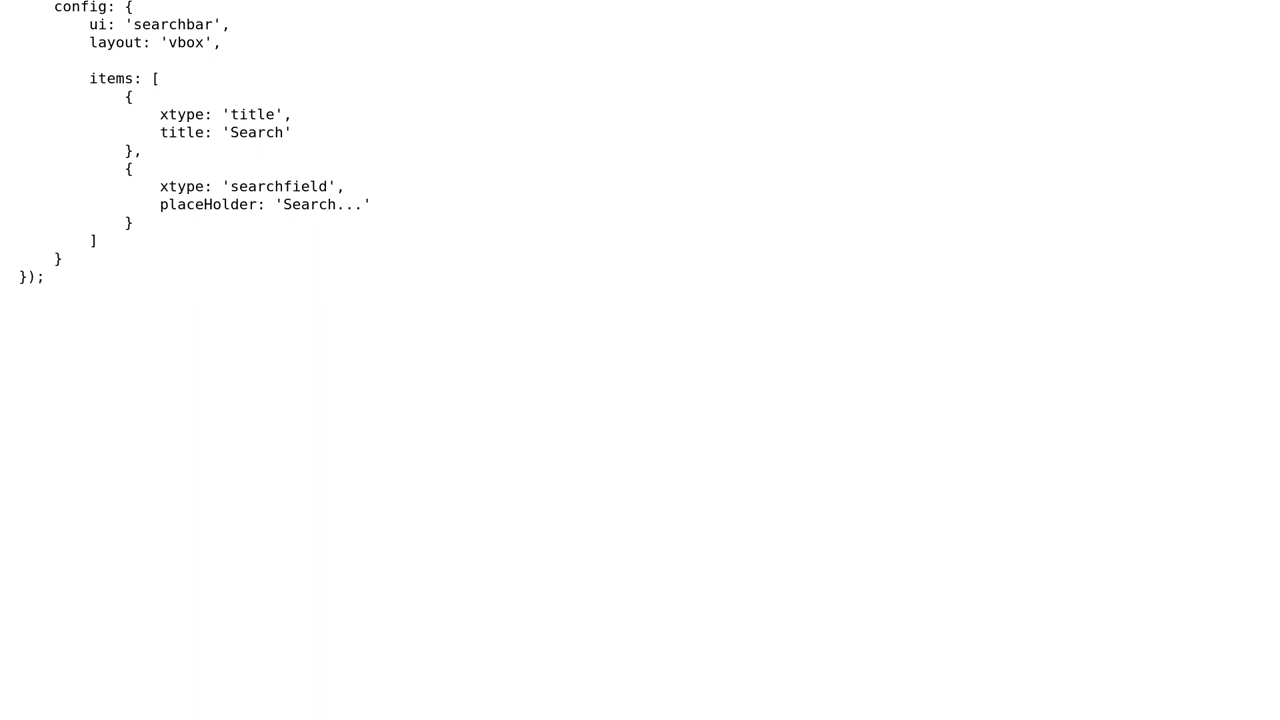 config: {
        ui: 'searchbar',
        layout: 'vbox',

        items: [
            {
                xtype: 'title',
                title: 'Search'
            },
            {
                xtype: 'searchfield',
                placeHolder: 'Search...'
            }
        ]
    }
});